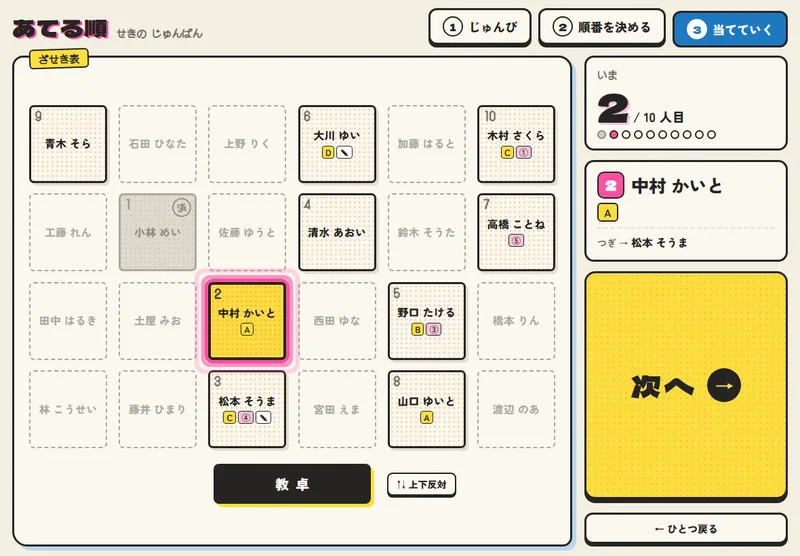 あてる順 せきの じゅんばん
1 じゅんび
2 順番を決める
3 当てていく
ざせき表
9
青木 そら
石田 ひなた
上野 りく
6
大川 ゆい
D
加藤 はると
10
木村 さくら
C ①
工藤 れん
1 済
小林 めい
佐藤 ゆうと
4
清水 あおい
鈴木 そうた
7
高橋 ことね
⑤
田中 はるき
土屋 みお
2
中村 かいと
A
西田 ゆな
5
野口 たける
B ③
橋本 りん
林 こうせい
藤井 ひまり
3
松本 そうま
C ④
宮田 えま
8
山口 ゆいと
A
渡辺 のあ
教卓
↑↓ 上下反対
いま
2 / 10 人目
2 中村 かいと
A
つぎ → 松本 そうま
次へ →
← ひとつ戻る